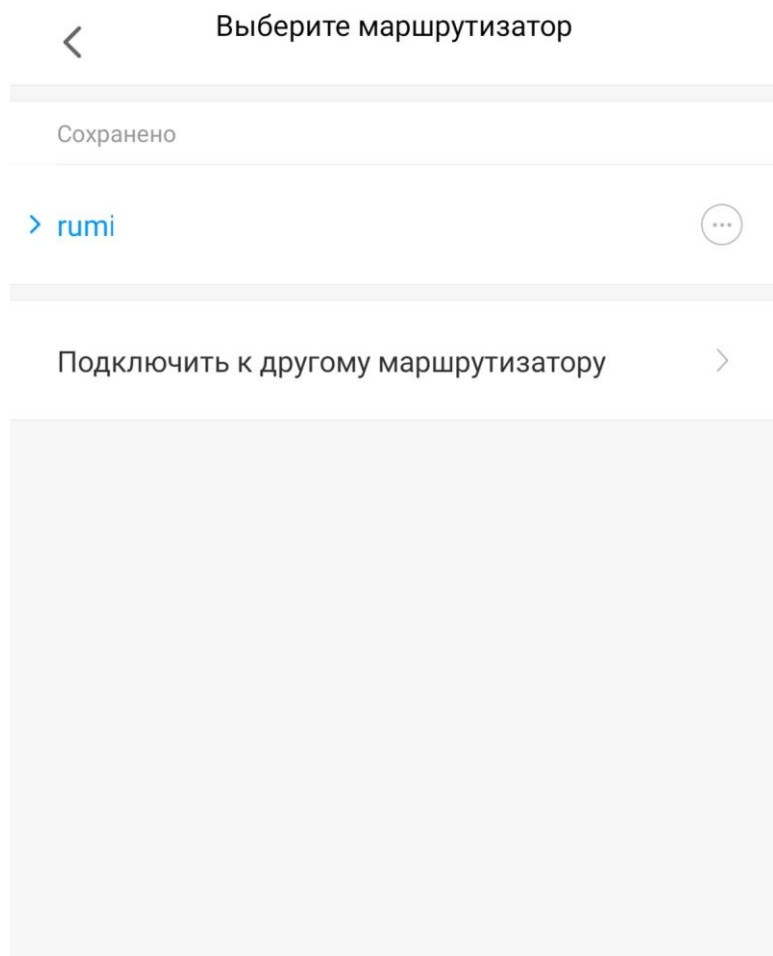 Выберите маршрутизатор
Сохранено
rumi
Подключить к другому маршрутизатору